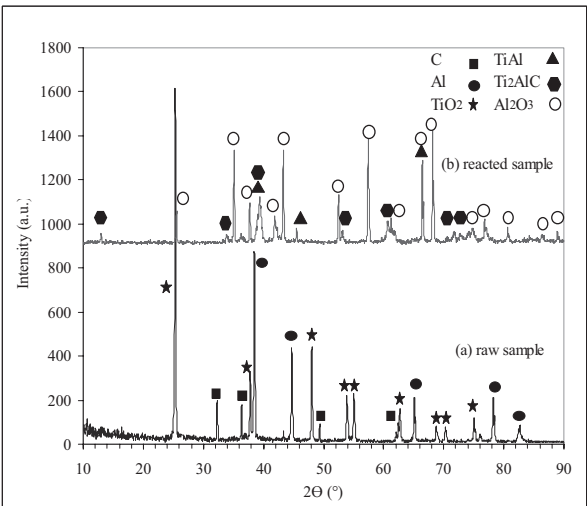 1800
1600
1400
1200
1000
800
600
400
200
0
Intensity (a.u.)
C TiAl
Al Ti2AlC
TiO2 Al2O3
(b) reacted sample
(a) raw sample
10 20 30 40 50 60 70 80 90
2Θ (°)